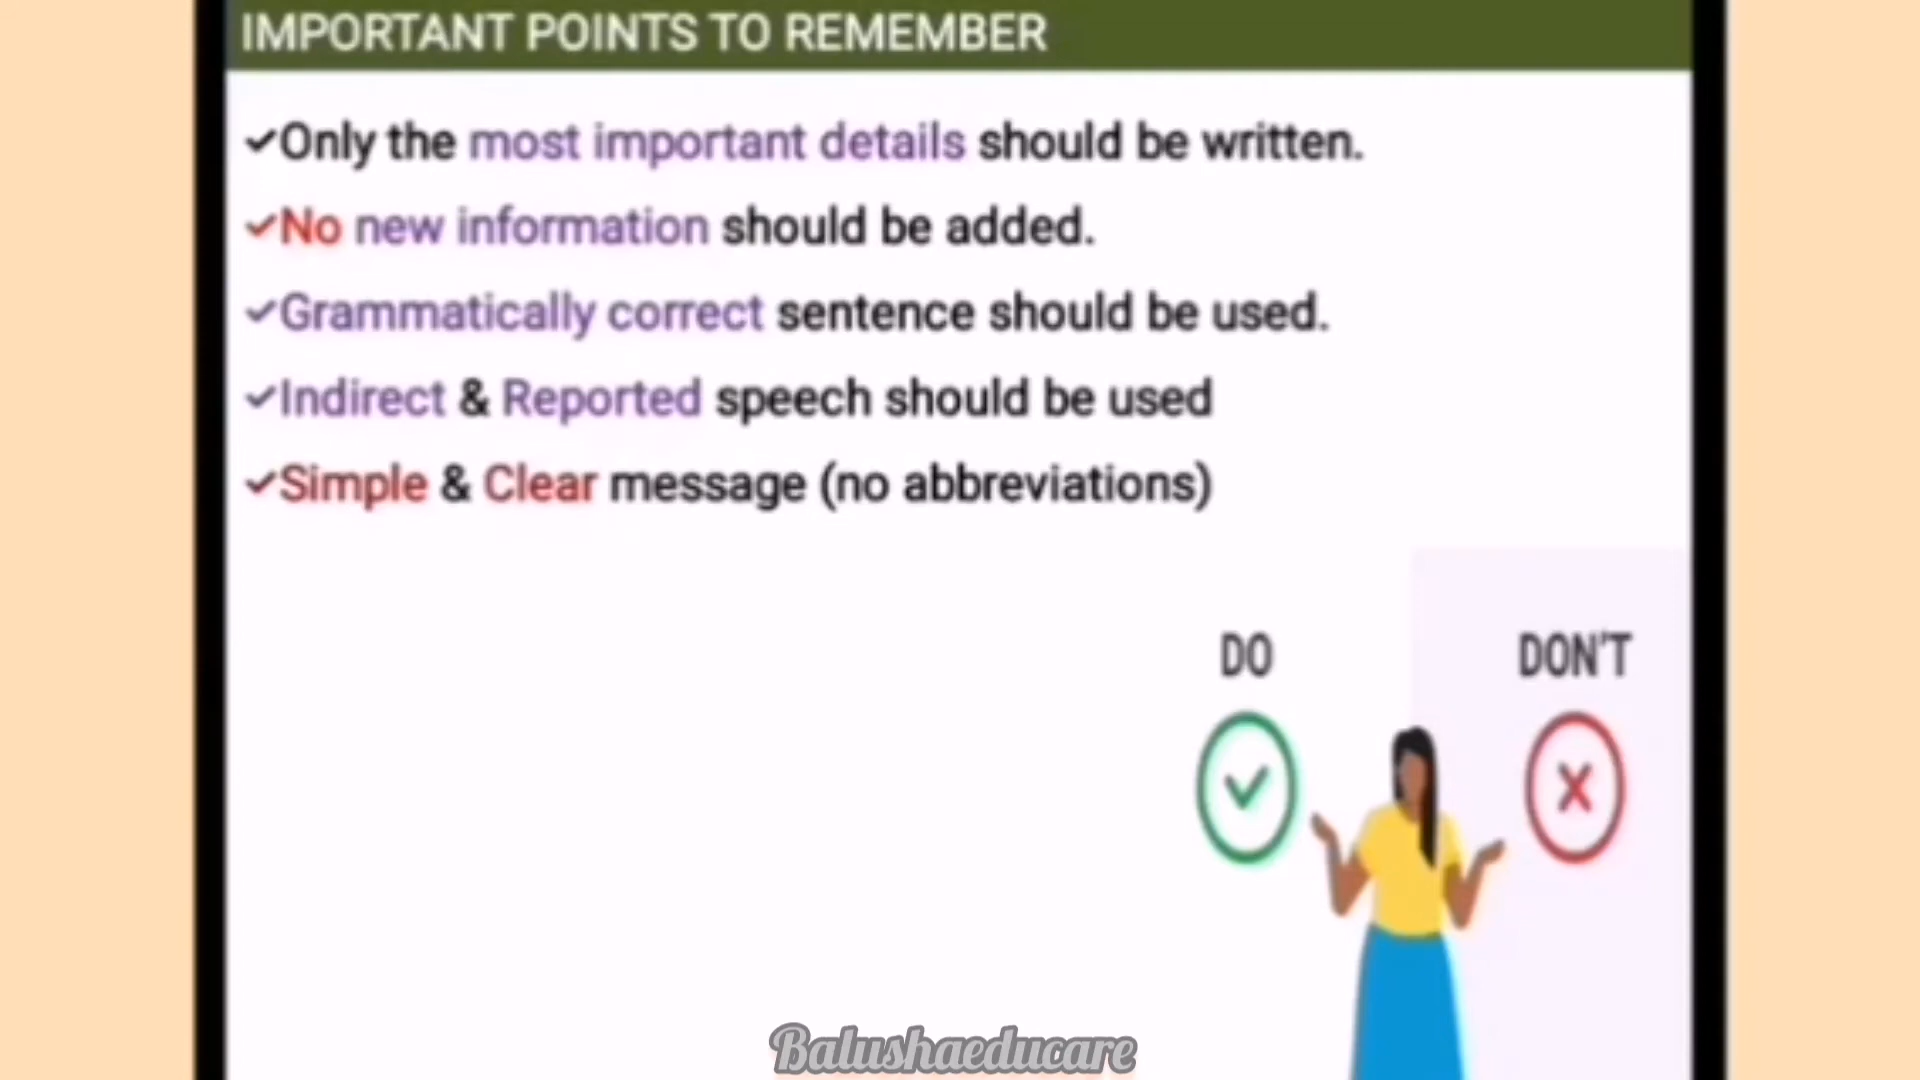 IMPORTANT POINTS TO REMEMBER
✓Only the most important details should be written.
✓No new information should be added.
✓Grammatically correct sentence should be used.
✓Indirect & Reported speech should be used
✓Simple & Clear message (no abbreviations)
DO
DON'T
Balushaeducare